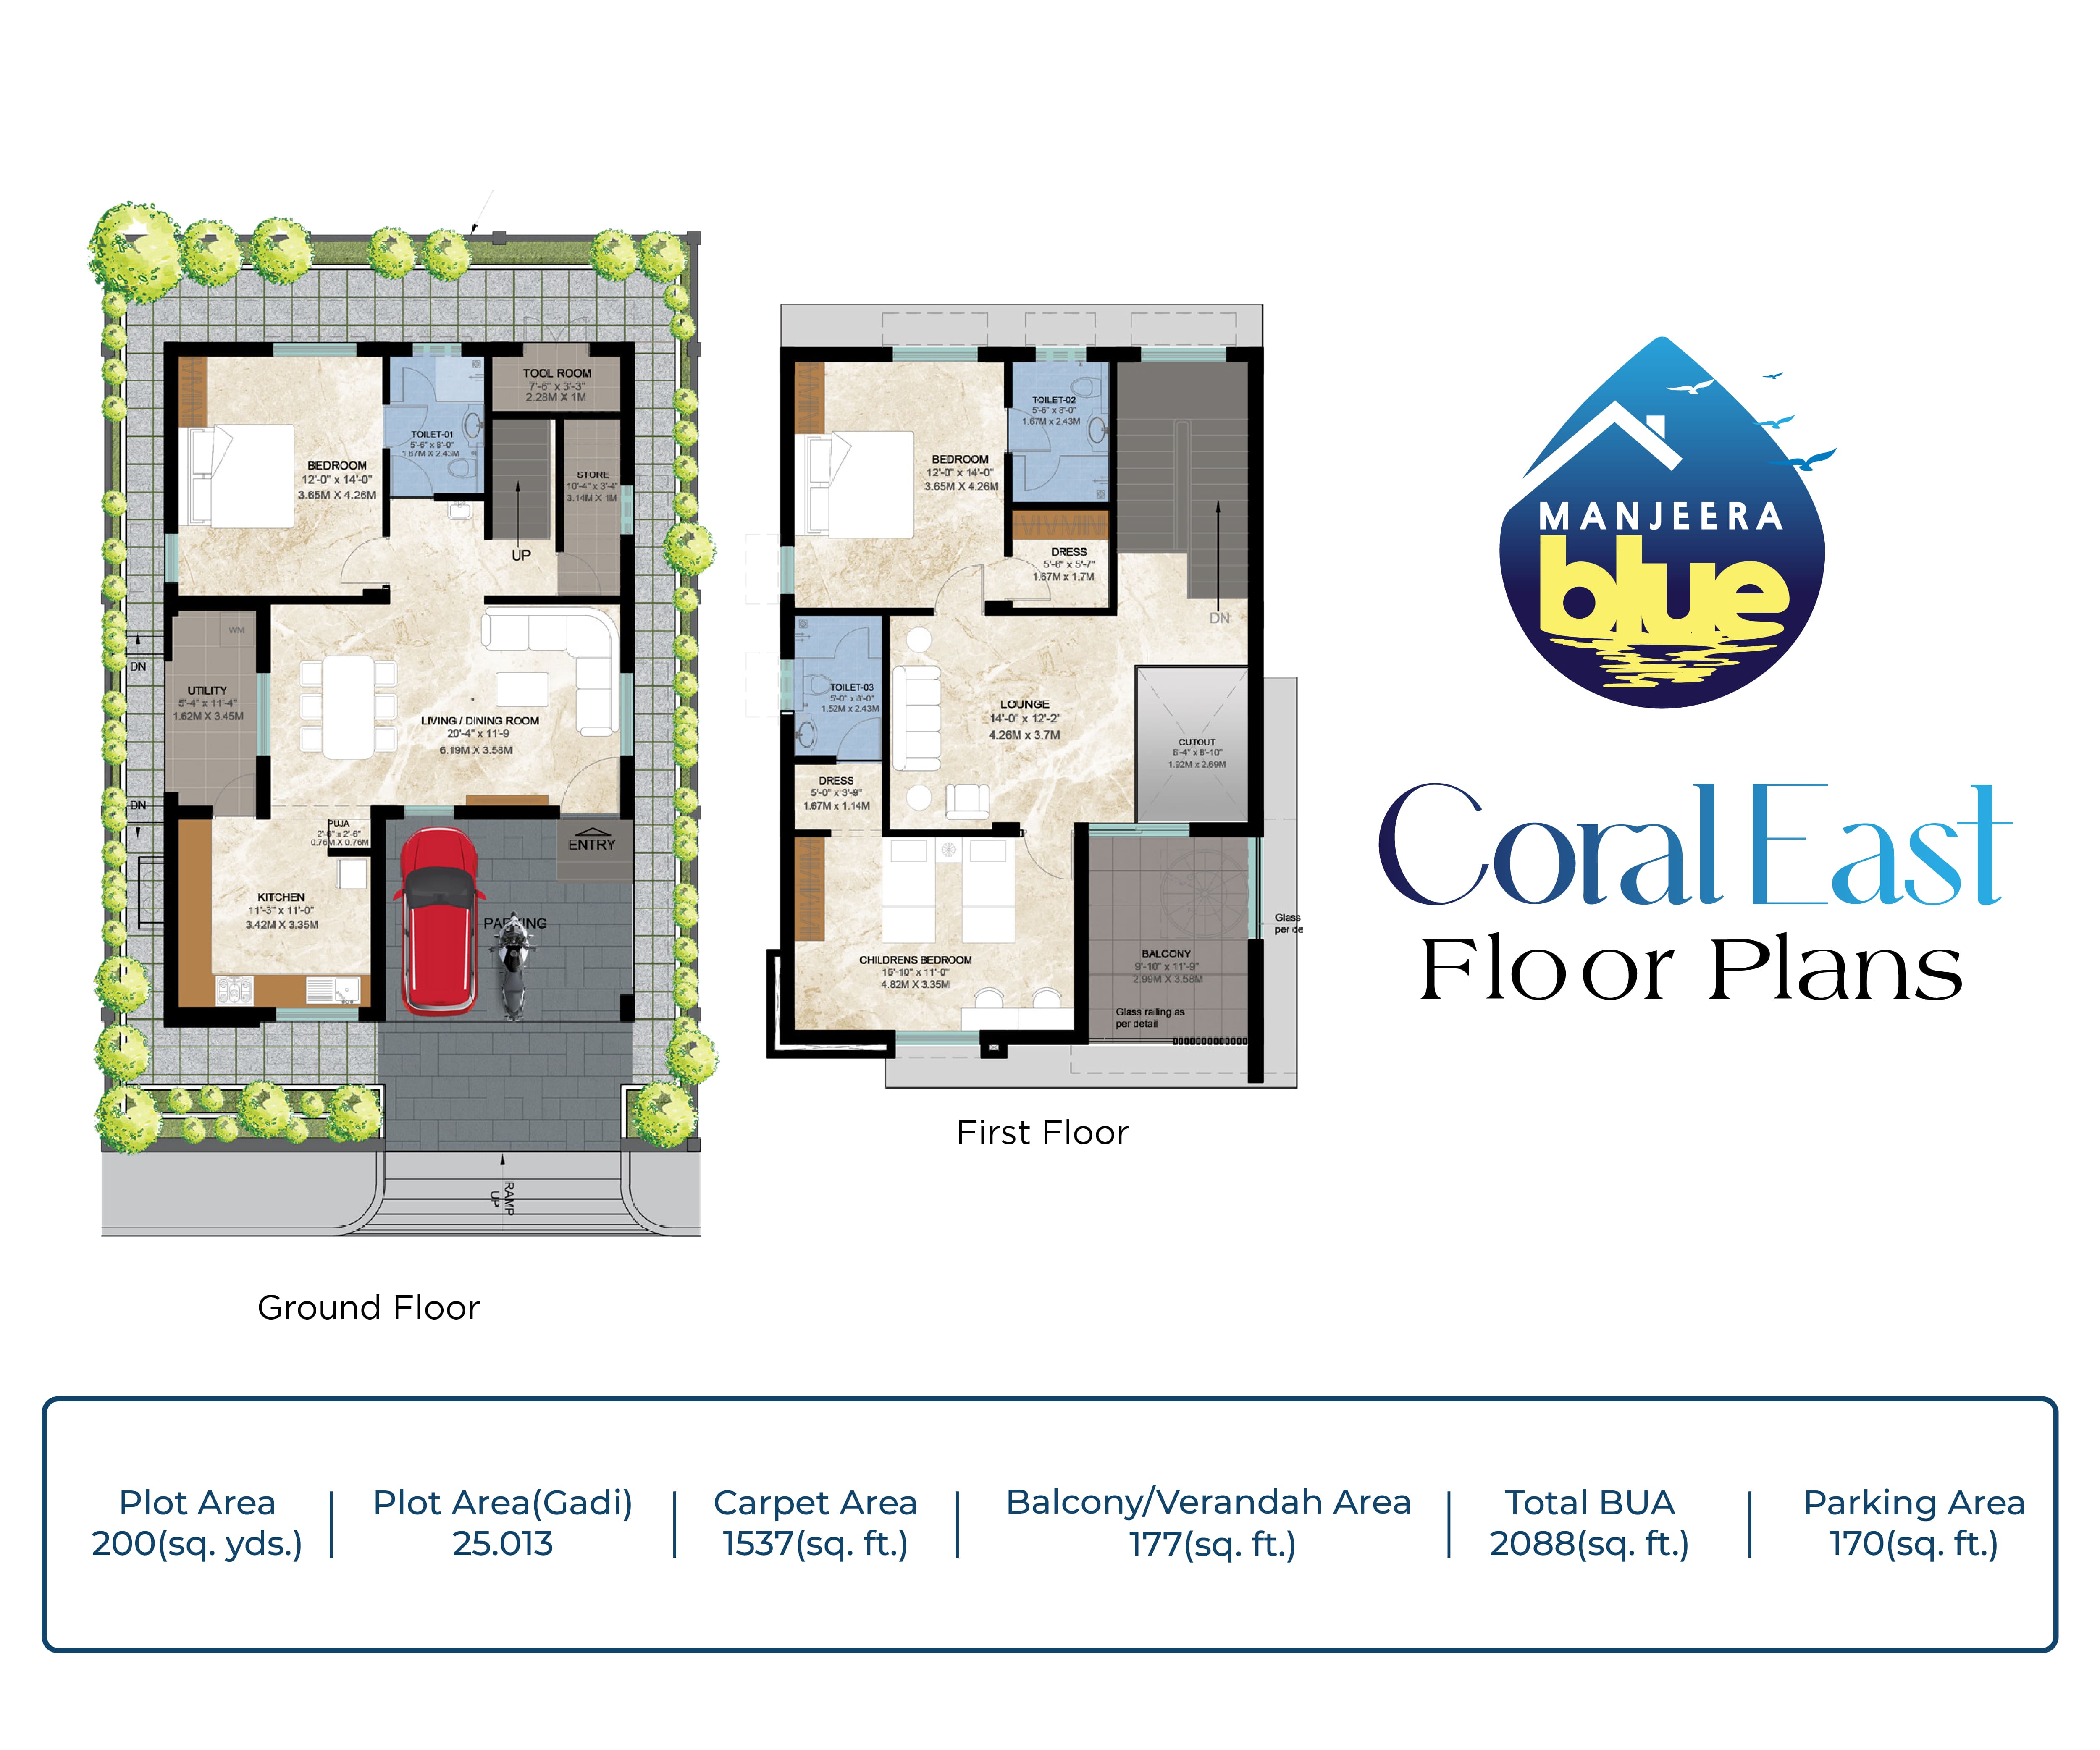 TOOL ROOM
7'-6" x 3'-3"
2.28M X 1M
TOILET-01
5'-6" x 8'-0"
1.67M X 2.43M
BEDROOM
12'-0" x 14'-0"
3.65M X 4.26M
STORE
10'-4" x 3'-4"
3.14M X 1M
UP
WM
DN
UTILITY
5'-4" x 11'-4"
1.62M X 3.45M
LIVING / DINING ROOM
20'-4" x 11'-9
6.19M X 3.58M
DN
PUJA
2'-6" x 2'-6"
0.76M X 0.76M
ENTRY
KITCHEN
11'-3" x 11'-0"
3.42M X 3.35M
PARKING
RAMP
UP
Ground Floor
TOILET-02
5'-6" x 8'-0"
1.67M x 2.43M
BEDROOM
12'-0" x 14'-0"
3.65M X 4.26M
DRESS
5'-6" x 5'-7"
1.67M x 1.7M
DN
TOILET-03
5'-0" x 8'-0"
1.52M x 2.43M
LOUNGE
14'-0" x 12'-2"
4.26M x 3.7M
CUTOUT
6'-4" x 8'-10"
1.92M x 2.69M
DRESS
5'-0" x 3'-9"
1.67M x 1.14M
Glass
per de
CHILDRENS BEDROOM
15'-10" x 11'-0"
4.82M X 3.35M
BALCONY
9'-10" x 11'-9"
2.99M X 3.58M
Glass railing as
per detail
First Floor
MANJEERA
blue
Coral East
Floor Plans
Plot Area
200(sq. yds.)
Plot Area(Gadi)
25.013
Carpet Area
1537(sq. ft.)
Balcony/Verandah Area
177(sq. ft.)
Total BUA
2088(sq. ft.)
Parking Area
170(sq. ft.)